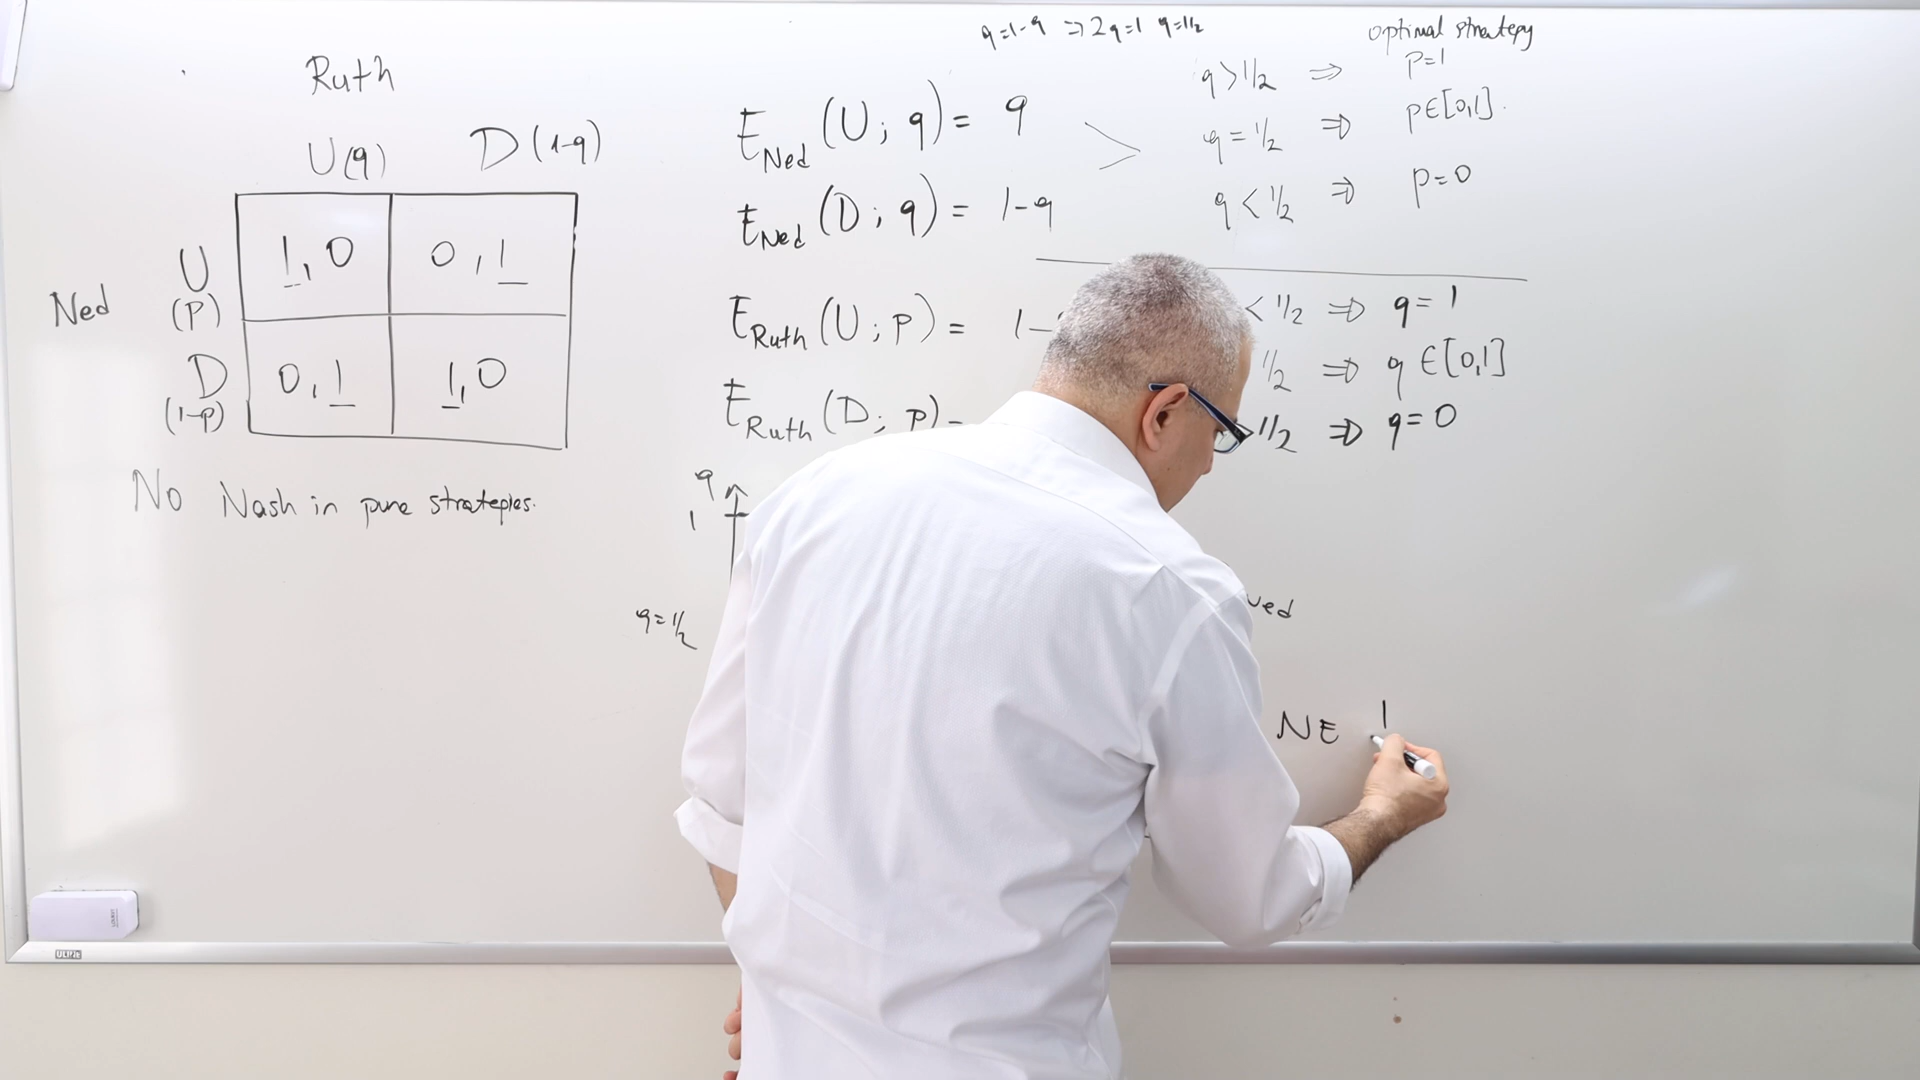 Ruth
U(q) D(1-q)
Ned
U 1,0 0,1
(P)
D 0,1 1,0
(1-p)
No Nash in pure strategies.
q=1-q ⇒ 2q=1 q=1/2
E_Ned (U; q) = q
E_Ned (D; q) = 1-q
>
optimal strategy
q>1/2 ⇒ p=1
q=1/2 ⇒ p∈[0,1].
q<1/2 ⇒ p=0
E_Ruth (U; p) = 1-
E_Ruth (D; p) =
< 1/2 ⇒ q=1
1/2 ⇒ q∈[0,1]
>1/2 ⇒ q=0
q
1
q=1/2
NE 1
ULINE